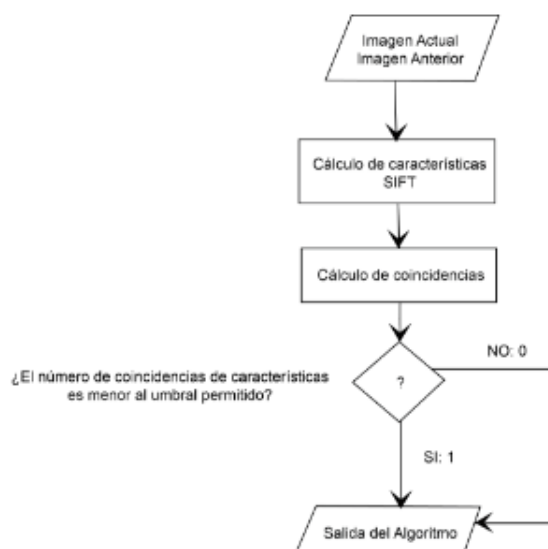 Imagen Actual
Imagen Anterior
Cálculo de características
SIFT
Cálculo de coincidencias
NO: 0
¿El número de coincidencias de características
es menor al umbral permitido?
?
SI: 1
Salida del Algoritmo